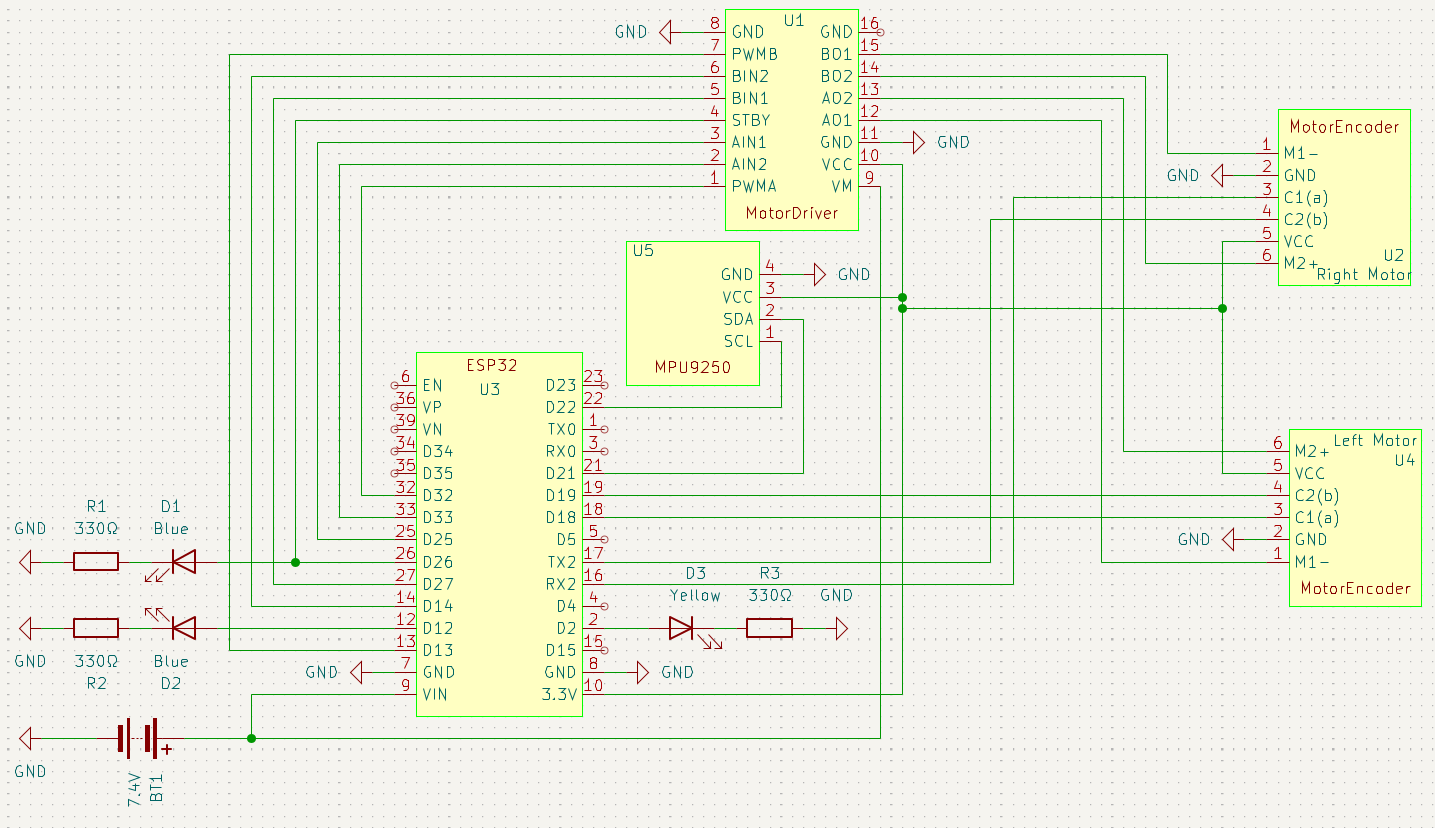 U1
GND 8 GND GND 16
7 PWMB BO1 15
6 BIN2 BO2 14
5 BIN1 AO2 13
4 STBY AO1 12
3 AIN1 GND 11 GND
2 AIN2 VCC 10
1 PWMA VM 9
MotorDriver
MotorEncoder
1 M1-
GND 2 GND
3 C1(a)
4 C2(b)
5 VCC
6 M2+
U2
Right Motor
U5
GND 4 GND
VCC 3
SDA 2
SCL 1
MPU9250
ESP32
U3
6 EN D23 23
36 VP D22 22
39 VN TX0 1
34 D34 RX0 3
35 D35 D21 21
32 D32 D19 19
33 D33 D18 18
25 D25 D5 5
26 D26 TX2 17
27 D27 RX2 16
14 D14 D4 4
12 D12 D2 2
13 D13 D15 15
GND 7 GND GND 8 GND
9 VIN 3.3V 10
Left Motor
U4
6 M2+
5 VCC
4 C2(b)
3 C1(a)
GND 2 GND
1 M1-
MotorEncoder
R1 D1
GND 330Ω Blue
D3 R3
Yellow 330Ω GND
GND 330Ω Blue
R2 D2
GND
7.4V
BT1
+